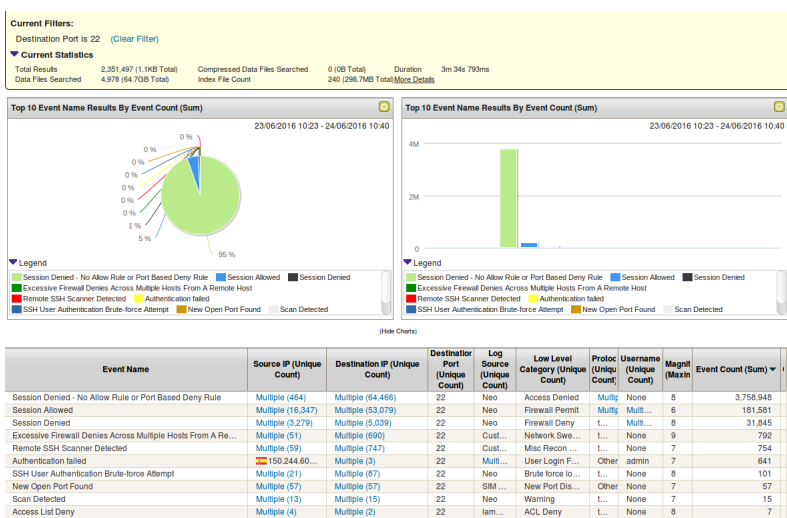 Current Filters:
Destination Port is 22 (Clear Filter)
Current Statistics
Total Results 2,351,497 (1.1KB Total) Compressed Data Files Searched 0 (0B Total) Duration 3m 34s 793ms
Data Files Searched 4,978 (64.7GB Total) Index File Count 240 (298.7MB Total) More Details
Top 10 Event Name Results By Event Count (Sum)
23/06/2016 10:23 - 24/06/2016 10:40
0 %
0 %
0 %
0 %
0 %
0 %
0 %
1 %
5 %
95 %
Legend
Session Denied - No Allow Rule or Port Based Deny Rule Session Allowed Session Denied
Excessive Firewall Denies Across Multiple Hosts From A Remote Host
Remote SSH Scanner Detected Authentication failed
SSH User Authentication Brute-force Attempt New Open Port Found Scan Detected
Top 10 Event Name Results By Event Count (Sum)
23/06/2016 10:23 - 24/06/2016 10:40
4M
2M
0
Legend
Session Denied - No Allow Rule or Port Based Deny Rule Session Allowed Session Denied
Excessive Firewall Denies Across Multiple Hosts From A Remote Host
Remote SSH Scanner Detected Authentication failed
SSH User Authentication Brute-force Attempt New Open Port Found Scan Detected
(Hide Charts)
Event Name Source IP (Unique Count) Destination IP (Unique Count) Destination Port (Unique Count) Log Source (Unique Count) Low Level Category (Unique Count) Protoc (Uniqu Count) Username (Unique Count) Magnit (Maxin Event Count (Sum)
Session Denied - No Allow Rule or Port Based Deny Rule Multiple (464) Multiple (64,466) 22 Neo Access Denied Multip None 8 3,758,948
Session Allowed Multiple (16,347) Multiple (53,079) 22 Neo Firewall Permit Multip Multi... 6 181,581
Session Denied Multiple (3,279) Multiple (5,039) 22 Neo Firewall Deny t... Multi... 8 31,845
Excessive Firewall Denies Across Multiple Hosts From A Re... Multiple (51) Multiple (690) 22 Cust... Network Swe... t... None 9 792
Remote SSH Scanner Detected Multiple (59) Multiple (747) 22 Cust... Misc Recon ... t... None 7 754
Authentication failed 150.244.60... Multiple (3) 22 Multi... User Login F... Other admin 7 641
SSH User Authentication Brute-force Attempt Multiple (21) Multiple (87) 22 Neo Brute force lo... t... None 8 101
New Open Port Found Multiple (57) Multiple (57) 22 SIM ... New Port Dis... Other None 7 57
Scan Detected Multiple (13) Multiple (15) 22 Neo Warning t... None 7 15
Access List Deny Multiple (4) Multiple (2) 22 lam... ACL Deny t... None 8 7